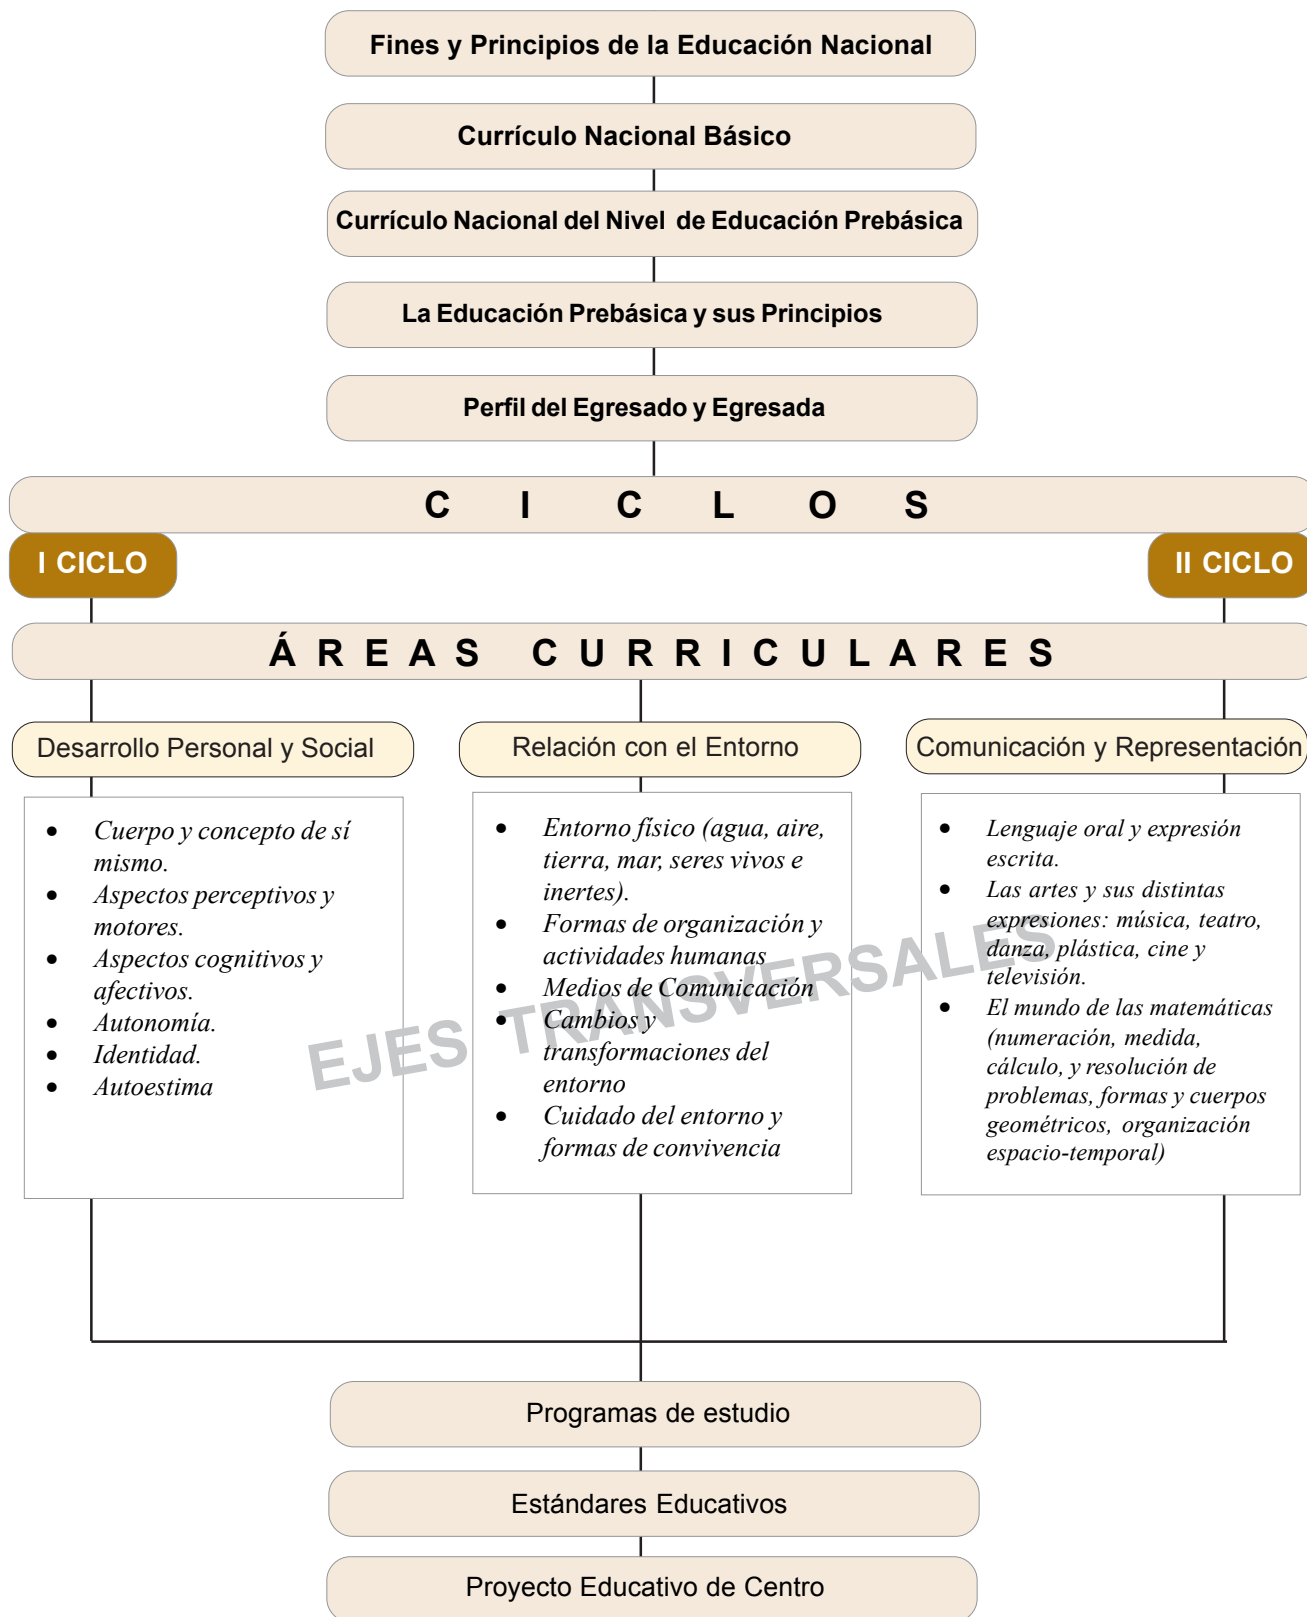 Fines y Principios de la Educación Nacional
Currículo Nacional Básico
Currículo Nacional del Nivel de Educación Prebásica
La Educación Prebásica y sus Principios
Perfil del Egresado y Egresada
C I C L O S
I CICLO
II CICLO
ÁREAS CURRICULARES
Desarrollo Personal y Social
• Cuerpo y concepto de sí
mismo.
• Aspectos perceptivos y
motores.
• Aspectos cognitivos y
afectivos.
• Autonomía.
• Identidad.
• Autoestima
Relación con el Entorno
• Entorno físico (agua, aire,
tierra, mar, seres vivos e
inertes).
• Formas de organización y
actividades humanas
• Medios de Comunicación
• Cambios y
transformaciones del
entorno
• Cuidado del entorno y
formas de convivencia
Comunicación y Representación
• Lenguaje oral y expresión
escrita.
• Las artes y sus distintas
expresiones: música, teatro,
danza, plástica, cine y
televisión.
• El mundo de las matemáticas
(numeración, medida,
cálculo, y resolución de
problemas, formas y cuerpos
geométricos, organización
espacio-temporal)
EJES TRANSVERSALES
Programas de estudio
Estándares Educativos
Proyecto Educativo de Centro